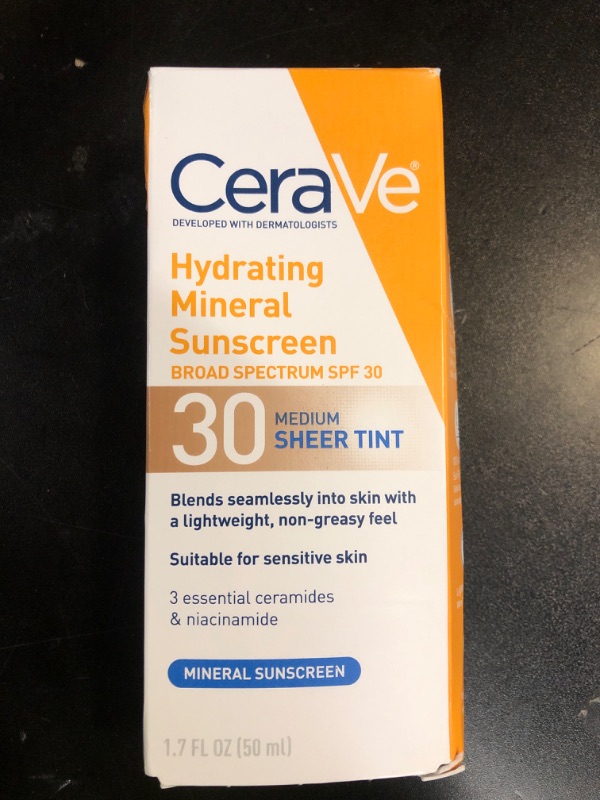 CeraVe®
DEVELOPED WITH DERMATOLOGISTS
Hydrating
Mineral
Sunscreen
BROAD SPECTRUM SPF 30
30 MEDIUM
SHEER TINT
Blends seamlessly into skin with
a lightweight, non-greasy feel
Suitable for sensitive skin
3 essential ceramides
& niacinamide
MINERAL SUNSCREEN
1.7 FL OZ (50 ml)